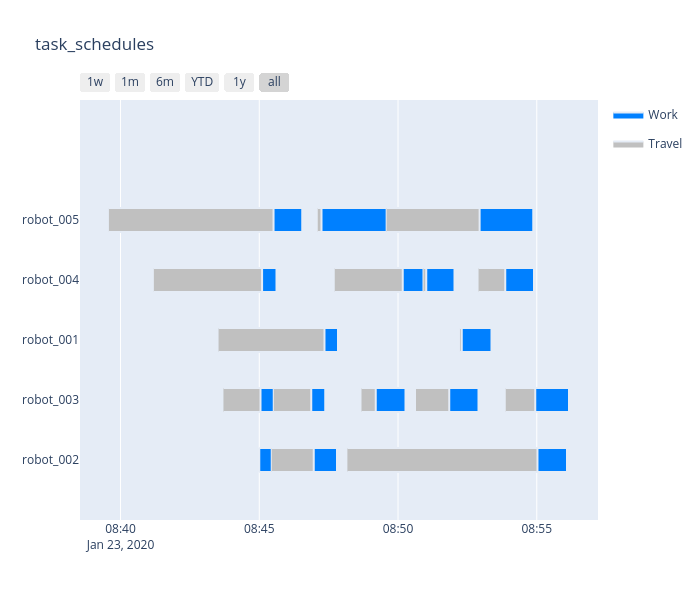 task_schedules
1w 1m 6m YTD 1y all
Work
Travel
robot_005
robot_004
robot_001
robot_003
robot_002
08:40 08:45 08:50 08:55
Jan 23, 2020